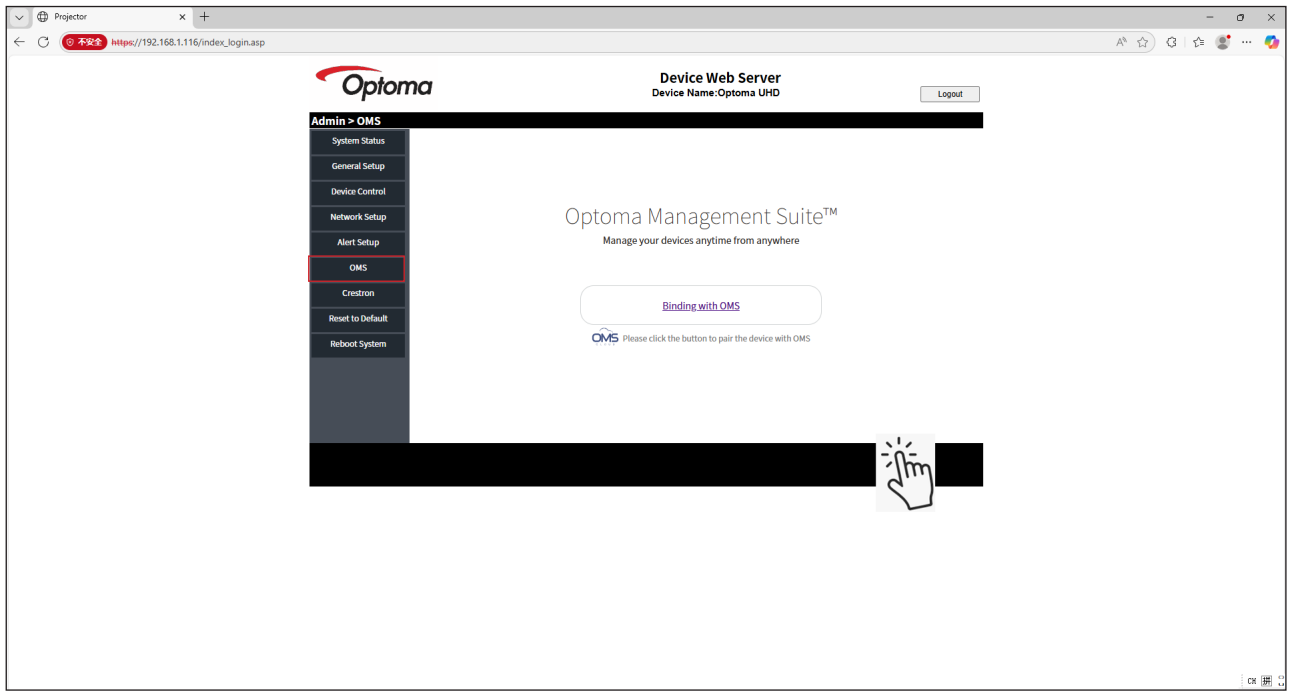 Projector
不安全 https://192.168.1.116/index_login.asp
Optoma
Device Web Server
Device Name:Optoma UHD
Logout
Admin > OMS
System Status
General Setup
Device Control
Network Setup
Alert Setup
OMS
Crestron
Reset to Default
Reboot System
Optoma Management Suite™
Manage your devices anytime from anywhere
Binding with OMS
OMS Please click the button to pair the device with OMS
CH 拼